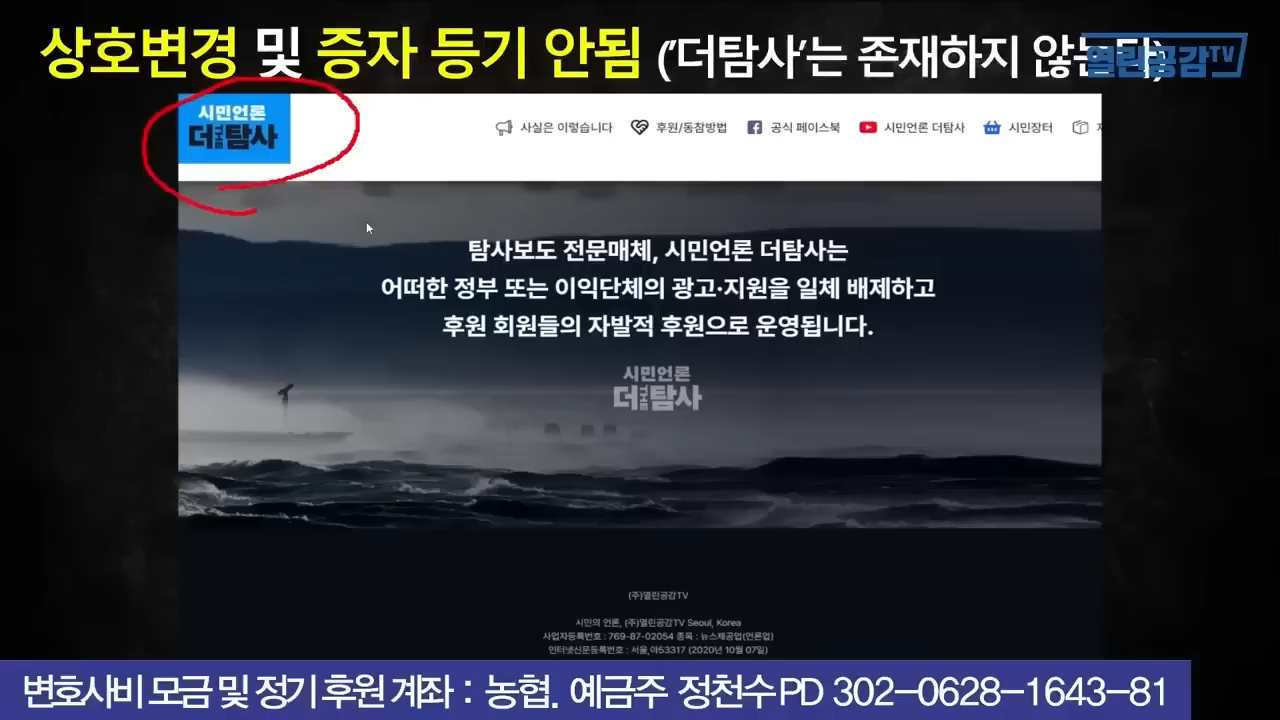 상호변경 및 증자 등기 안됨 ('더탐사'는 존재하지 않는다)
열린공감TV
시민언론
더탐사
THE
사실은 이렇습니다 후원/동참방법 공식 페이스북 시민언론 더탐사 시민장터
탐사보도 전문매체, 시민언론 더탐사는
어떠한 정부 또는 이익단체의 광고·지원을 일체 배제하고
후원 회원들의 자발적 후원으로 운영됩니다.
시민언론
더탐사
THE
(주)열린공감TV
시민의 언론, (주)열린공감TV Seoul, Korea
사업자등록번호 : 769-87-02054 종목 : 뉴스제공업(언론업)
인터넷신문등록번호 : 서울,아53317 (2020년 10월 07일)
변호사비 모금 및 정기 후원 계좌 : 농협. 예금주 정천수PD 302-0628-1643-81